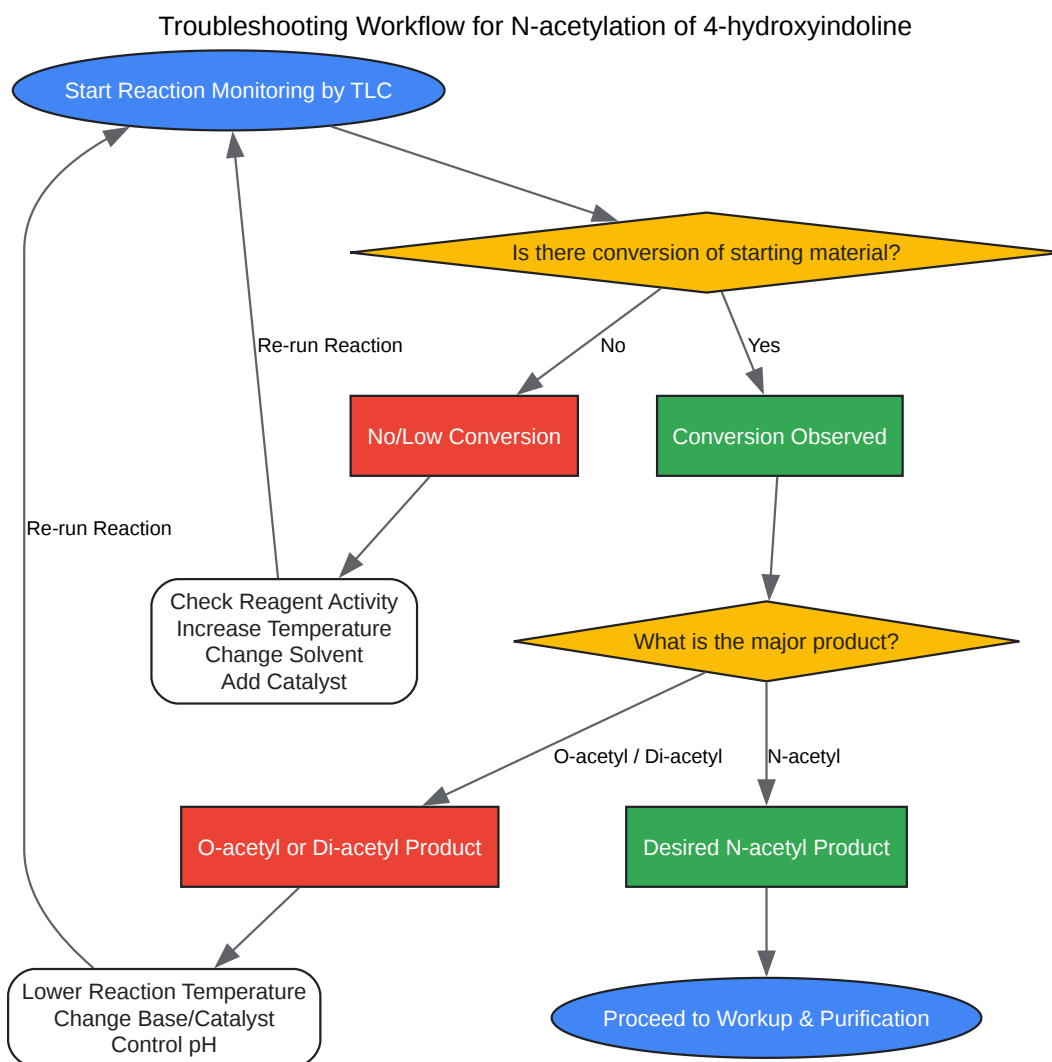 Troubleshooting Workflow for N-acetylation of 4-hydroxyindoline
Start Reaction Monitoring by TLC
Is there conversion of starting material?
Re-run Reaction
No
Yes
No/Low Conversion
Conversion Observed
Re-run Reaction
Check Reagent Activity
Increase Temperature
Change Solvent
Add Catalyst
What is the major product?
O-acetyl / Di-acetyl
N-acetyl
O-acetyl or Di-acetyl Product
Desired N-acetyl Product
Lower Reaction Temperature
Change Base/Catalyst
Control pH
Proceed to Workup & Purification